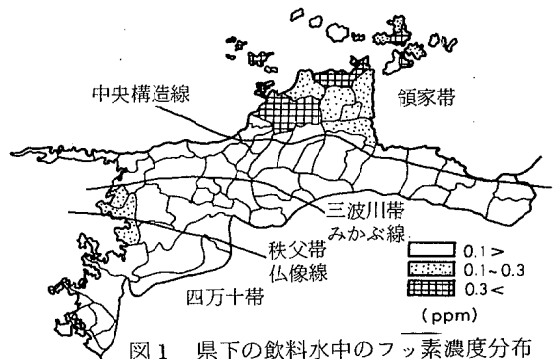 中央構造線
領家帯
三波川帯
みかぶ線
秩父帯
仏像線
四万十帯
0.1>
0.1~0.3
0.3<
(ppm)
図1 県下の飲料水中のフッ素濃度分布